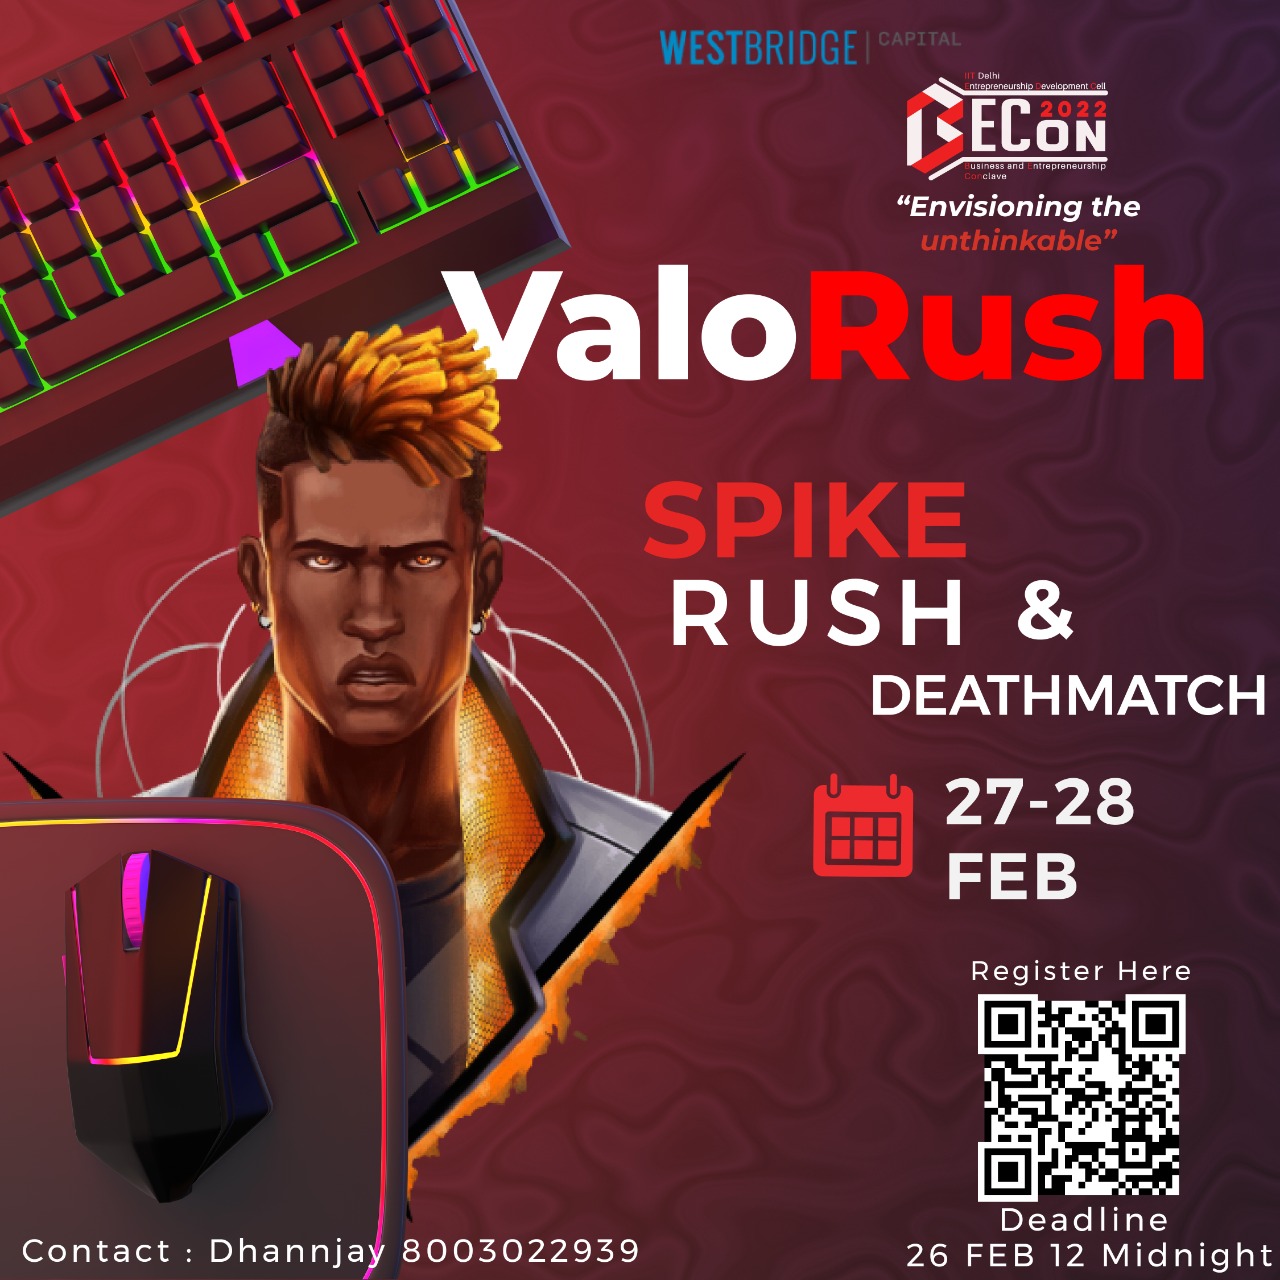 WESTBRIDGE | CAPITAL
IIT Delhi
Entrepreneurship Development Cell
BECON 2022
Business and Entrepreneurship
Conclave
“Envisioning the
unthinkable”
ValoRush
SPIKE
RUSH &
DEATHMATCH
27-28
FEB
Register Here
Deadline
26 FEB 12 Midnight
Contact : Dhannjay 8003022939